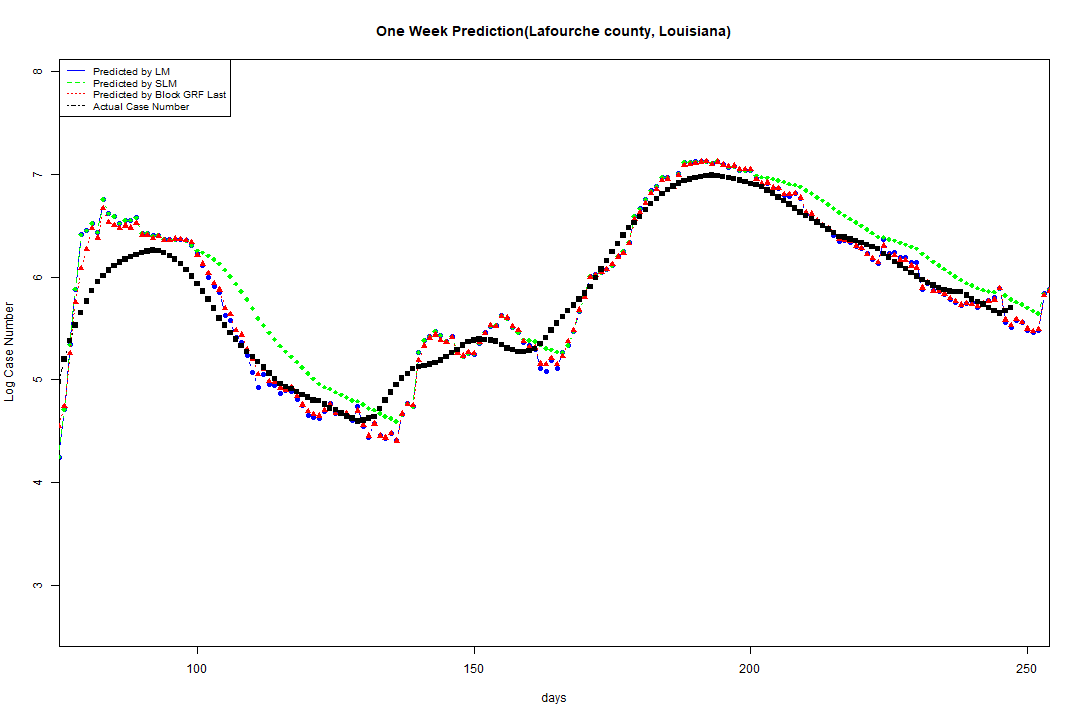 One Week Prediction(Lafourche county, Louisiana)
Predicted by LM
Predicted by SLM
Predicted by Block GRF Last
Actual Case Number
8
7
6
5
4
3
Log Case Number
100 150 200 250
days